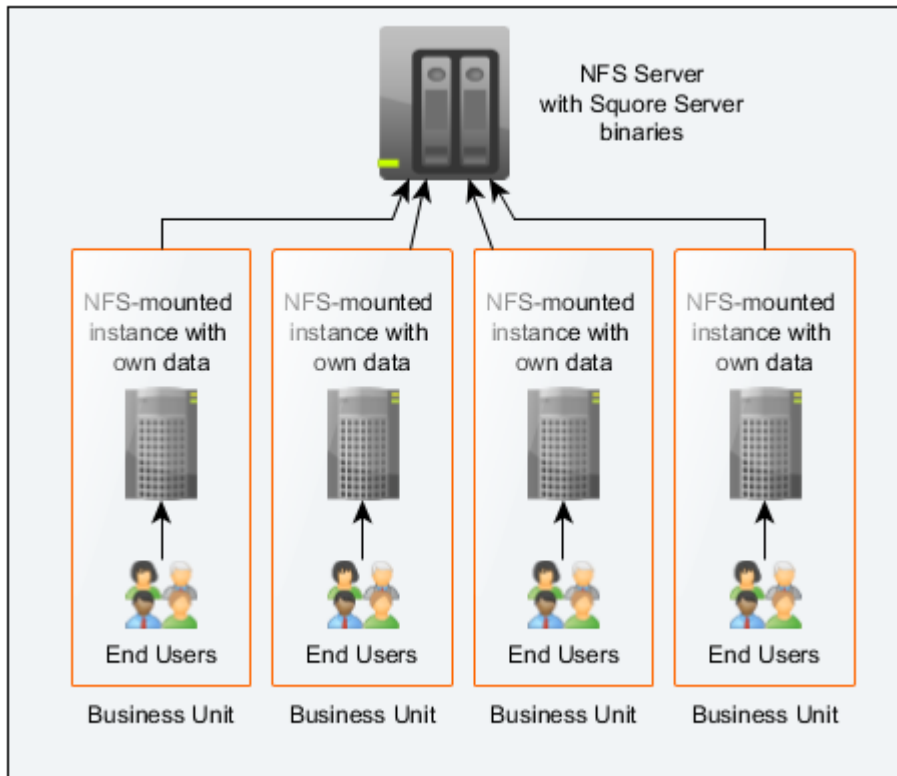 NFS Server
with Squore Server
binaries
NFS-mounted
instance with
own data
NFS-mounted
instance with
own data
NFS-mounted
instance with
own data
NFS-mounted
instance with
own data
End Users
End Users
End Users
End Users
Business Unit
Business Unit
Business Unit
Business Unit